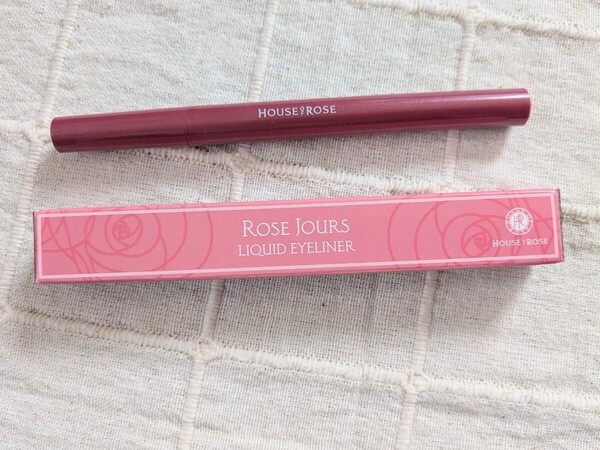 HOUSE OF ROSE
ROSE JOURS
LIQUID EYELINER
HOUSE OF ROSE